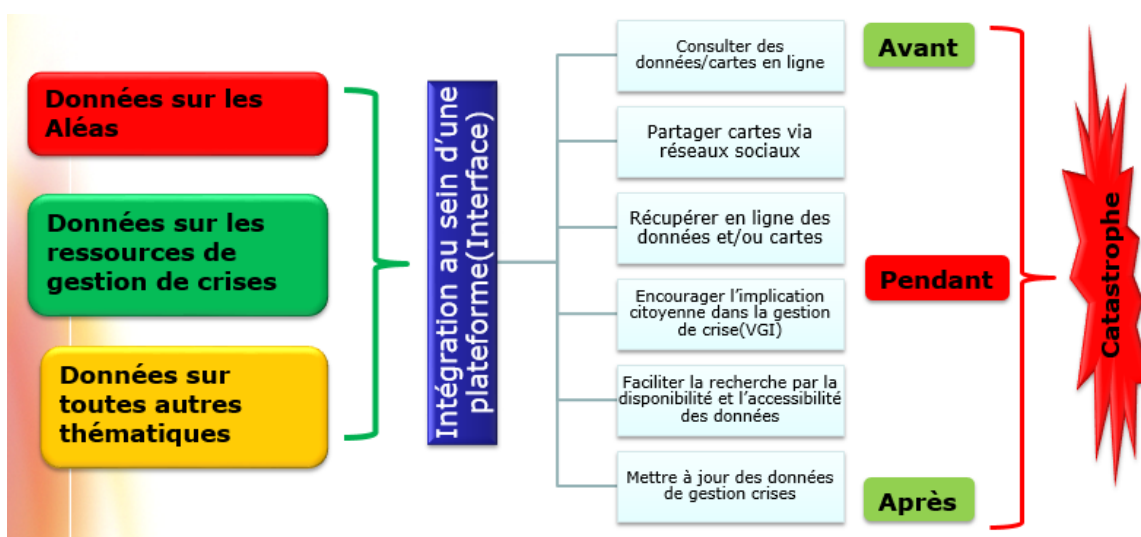 Données sur les
Aléas
Données sur les
ressources de
gestion de crises
Données sur
toutes autres
thématiques
Intégration au sein d’une
plateforme(Interface)
Consulter des
données/cartes en ligne
Partager cartes via
réseaux sociaux
Récupérer en ligne des
données et/ou cartes
Encourager l’implication
citoyenne dans la gestion
de crise(VGI)
Faciliter la recherche par la
disponibilité et l’accessibilité
des données
Mettre à jour des données
de gestion crises
Avant
Pendant
Après
Catastrophe